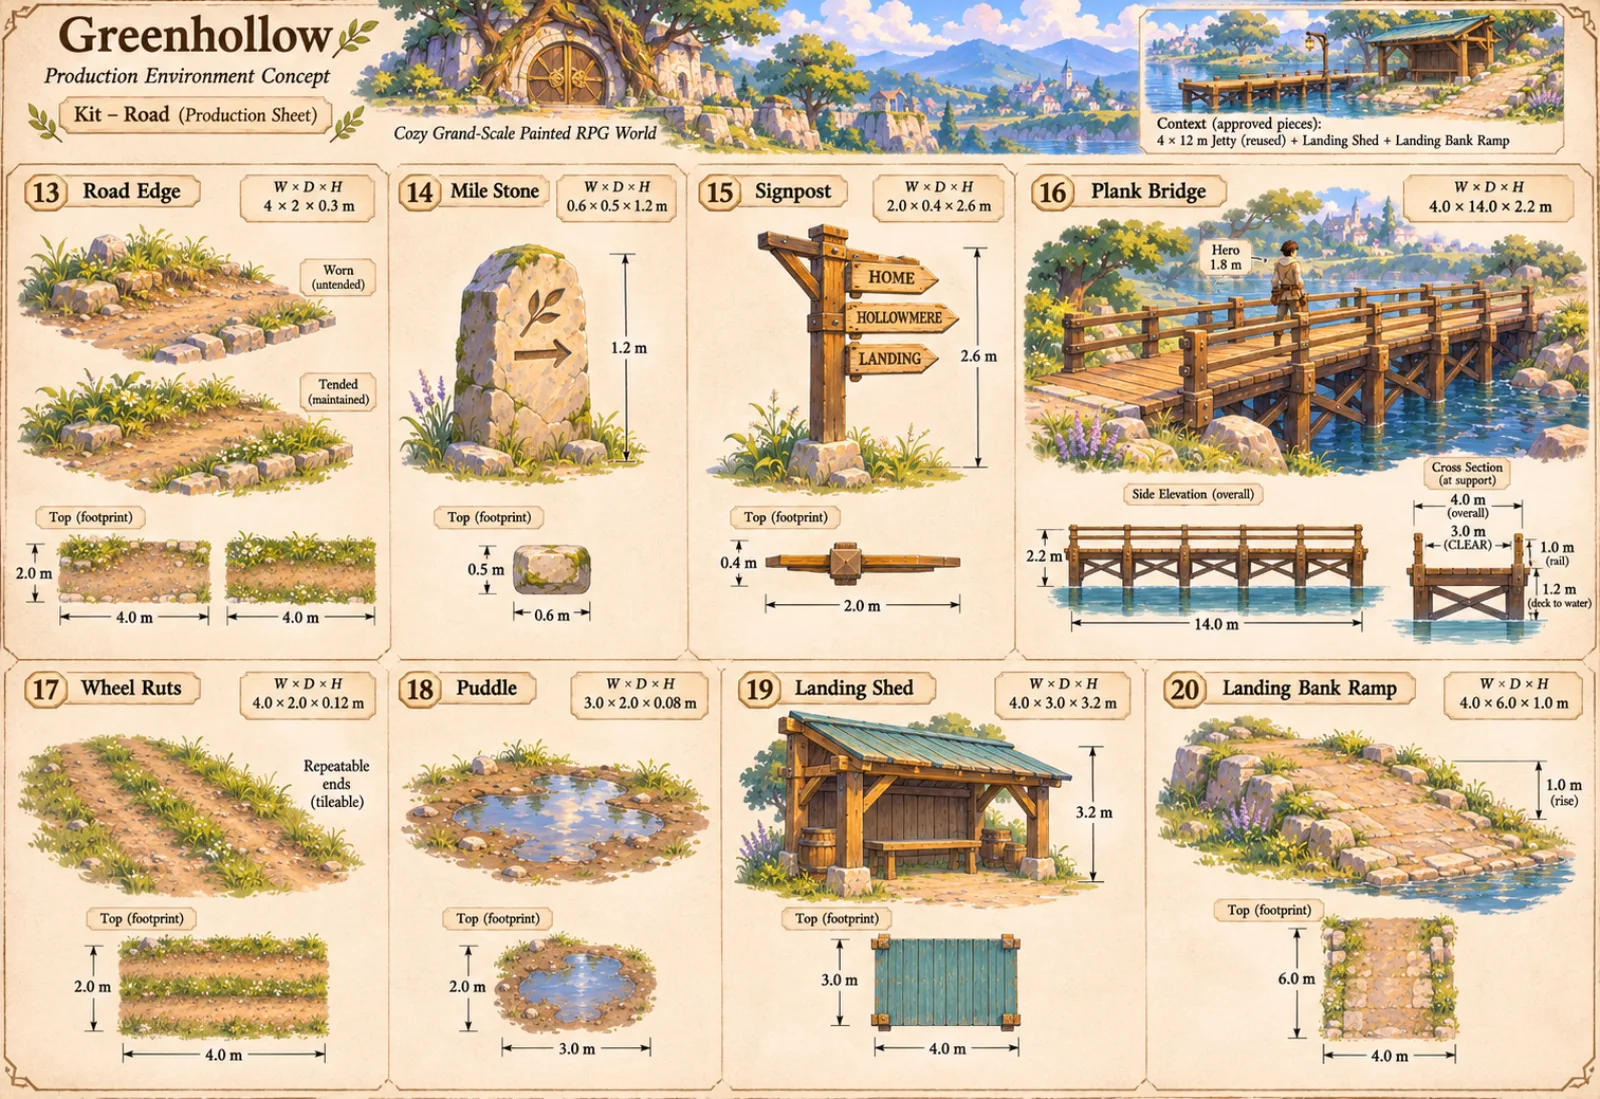 Greenhollow
Production Environment Concept
Kit – Road (Production Sheet)
Cozy Grand-Scale Painted RPG World
Context (approved pieces):
4 × 12 m Jetty (reused) + Landing Shed + Landing Bank Ramp
13 Road Edge
W × D × H
4 × 2 × 0.3 m
Worn
(untended)
Tended
(maintained)
Top (footprint)
2.0 m
4.0 m
4.0 m
14 Mile Stone
W × D × H
0.6 × 0.5 × 1.2 m
1.2 m
Top (footprint)
0.5 m
0.6 m
15 Signpost
W × D × H
2.0 × 0.4 × 2.6 m
HOME
HOLLOWMERE
LANDING
2.6 m
Top (footprint)
0.4 m
2.0 m
16 Plank Bridge
W × D × H
4.0 × 14.0 × 2.2 m
Hero
1.8 m
Side Elevation (overall)
2.2 m
14.0 m
Cross Section
(at support)
4.0 m
(overall)
3.0 m
(CLEAR)
1.0 m
(rail)
1.2 m
(deck to water)
17 Wheel Ruts
W × D × H
4.0 × 2.0 × 0.12 m
Repeatable
ends
(tileable)
Top (footprint)
2.0 m
4.0 m
18 Puddle
W × D × H
3.0 × 2.0 × 0.08 m
Top (footprint)
2.0 m
3.0 m
19 Landing Shed
W × D × H
4.0 × 3.0 × 3.2 m
3.2 m
Top (footprint)
3.0 m
4.0 m
20 Landing Bank Ramp
W × D × H
4.0 × 6.0 × 1.0 m
1.0 m
(rise)
Top (footprint)
6.0 m
4.0 m